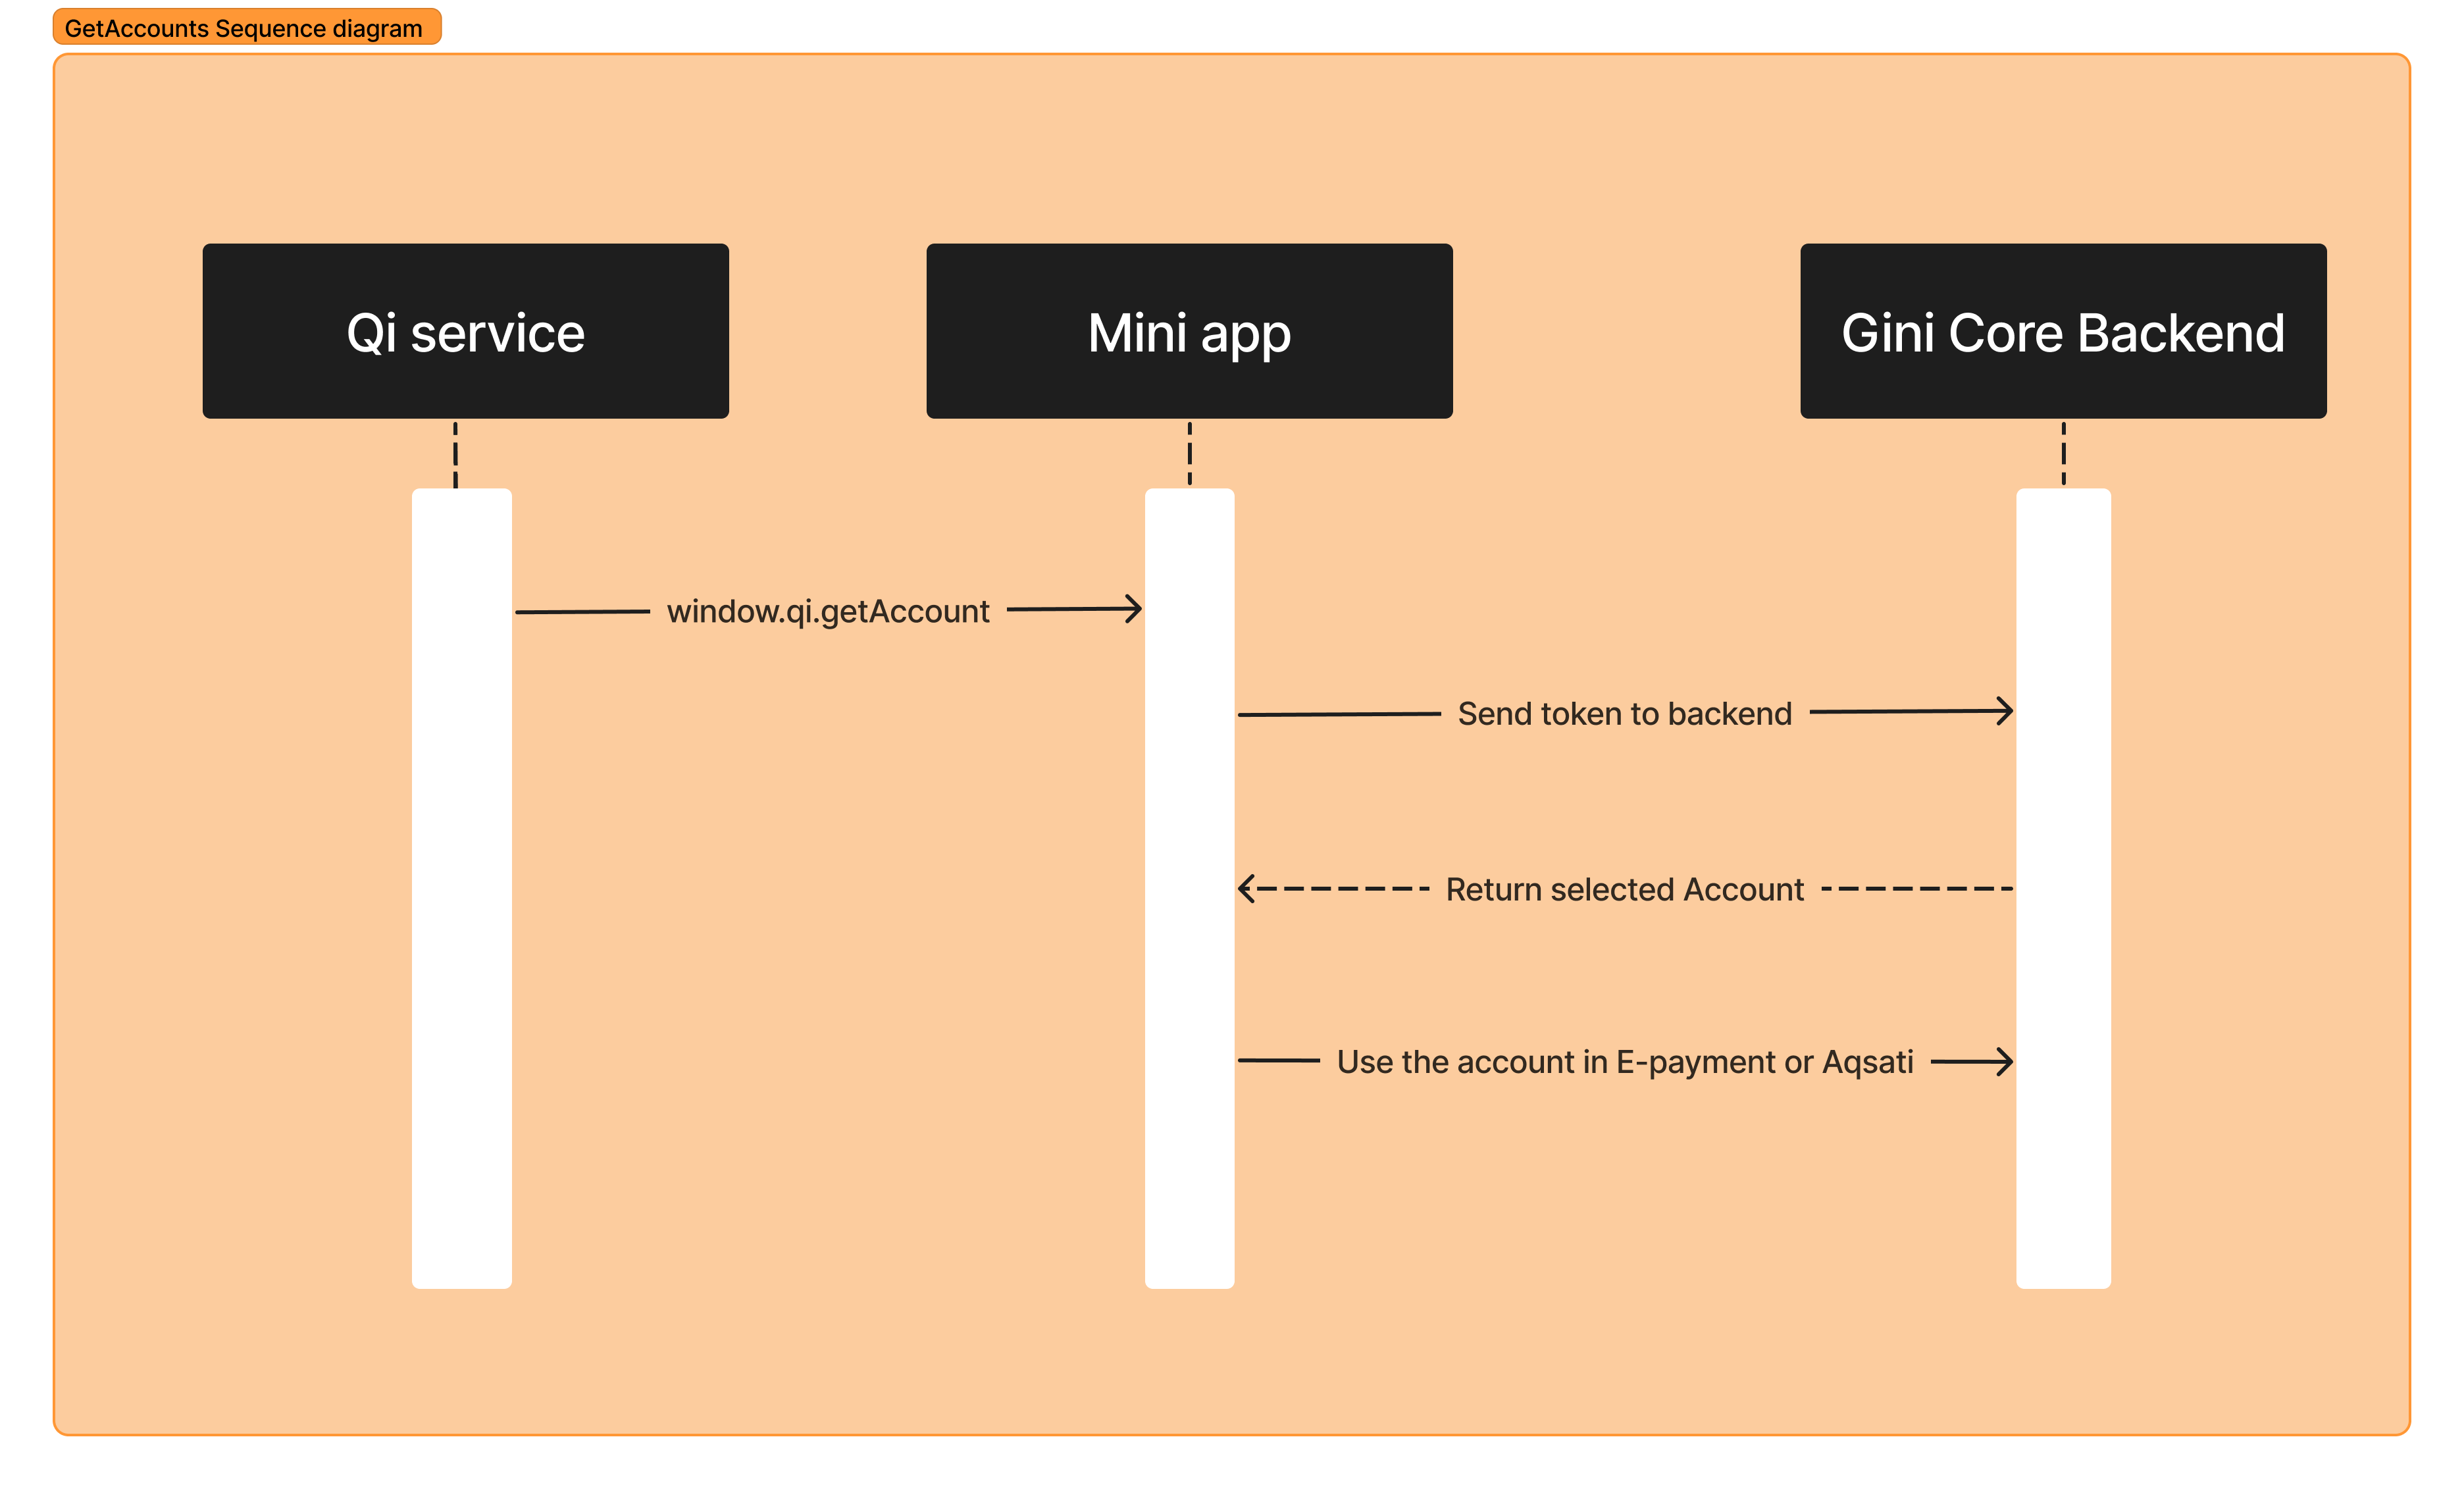 GetAccounts Sequence diagram
Qi service
Mini app
Gini Core Backend
window.qi.getAccount
Send token to backend
Return selected Account
Use the account in E-payment or Aqsati